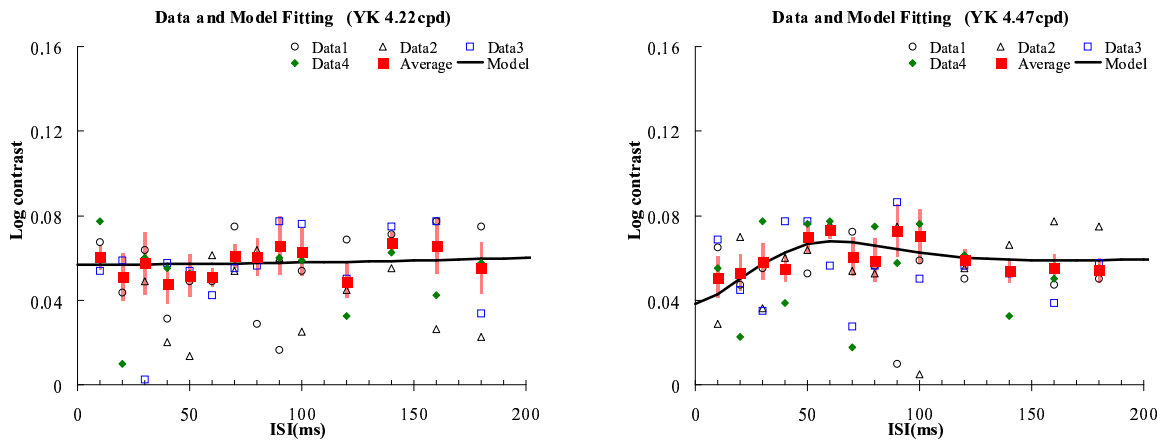 Data and Model Fitting (YK 4.22cpd)
Data1 Data2 Data3
Data4 Average Model
Log contrast
0.16
0.12
0.08
0.04
0
0 50 100 150 200
ISI(ms)
Data and Model Fitting (YK 4.47cpd)
Data1 Data2 Data3
Data4 Average Model
Log contrast
0.16
0.12
0.08
0.04
0
0 50 100 150 200
ISI(ms)